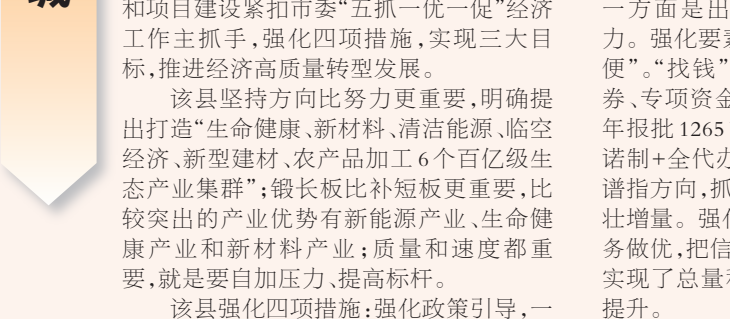 和项目建设紧扣市委“五抓一优一促”经济
工作主抓手,强化四项措施,实现三大目
标,推进经济高质量转型发展。
该县坚持方向比努力更重要,明确提
出打造“生命健康、新材料、清洁能源、临空
经济、新型建材、农产品加工6个百亿级生
态产业集群”;锻长板比补短板更重要,比
较突出的产业优势有新能源产业、生命健
康产业和新材料产业;质量和速度都重
要,就是要自加压力、提高标杆。
该县强化四项措施:强化政策引导,一
一方面是出
力。强化要素
便”。“找钱”
券、专项资金
年报批1265
诺制+全代办
谱指方向,抓
壮增量。强化
务做优,把信
实现了总量和
提升。